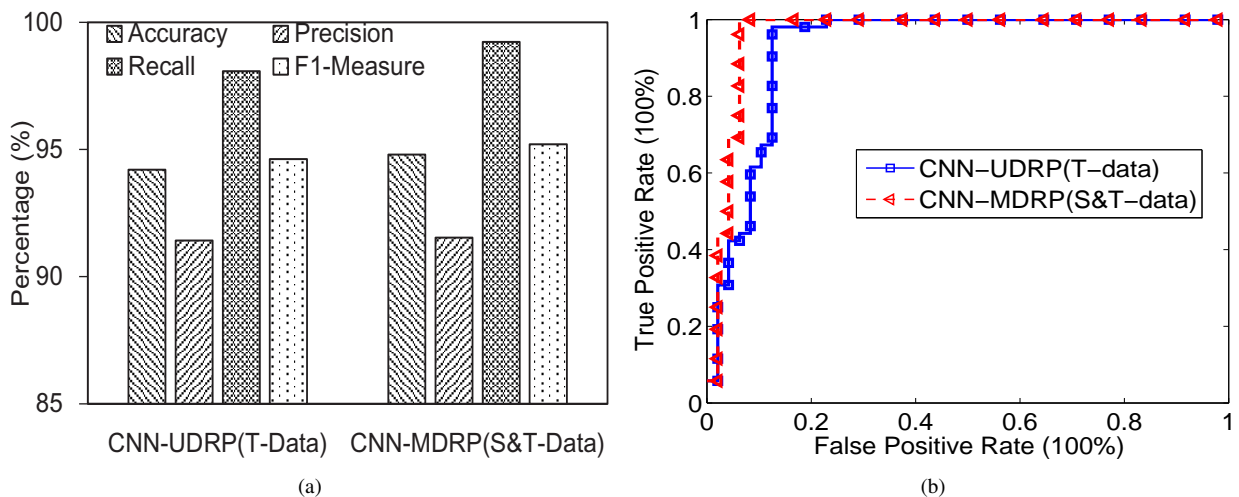 100
95
90
85
Percentage (%)
Accuracy
Precision
Recall
F1-Measure
CNN-UDRP(T-Data)
CNN-MDRP(S&T-Data)
(a)
1
0.8
0.6
0.4
0.2
0
True Positive Rate (100%)
CNN−UDRP(T−data)
CNN−MDRP(S&T−data)
0
0.2
0.4
0.6
0.8
1
False Positive Rate (100%)
(b)